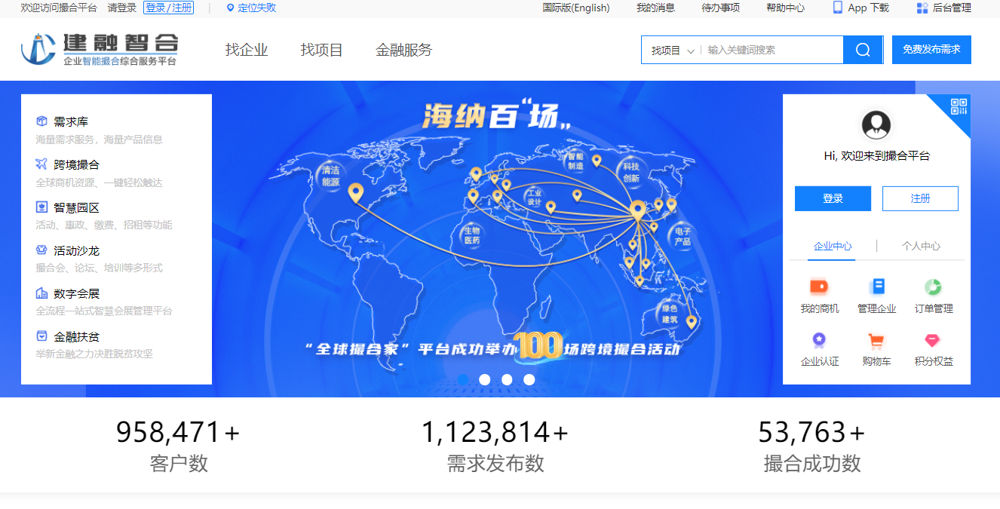 欢迎访问撮合平台 请登录 登录/注册 定位失败 国际版(English) 我的消息 待办事项 帮助中心 App 下载 后台管理
建融智合
企业智能撮合综合服务平台
找企业 找项目 金融服务
找项目 输入关键词搜索
免费发布需求
需求库
海量需求服务，海量产品信息
跨境撮合
全球商机资源、一键轻松触达
智慧园区
活动、惠政、缴费、招租等功能
活动沙龙
撮合会、论坛、培训等多形式
数字会展
全流程一站式智慧会展管理平台
金融扶贫
举新金融之力决胜脱贫攻坚
海纳百“场„
清洁
能源
智能
制造
科技
创新
工业
设计
生物
医药
电子
产品
绿色
建筑
“全球撮合家”平台成功举办100场跨境撮合活动
Hi, 欢迎来到撮合平台
登录 注册
企业中心 个人中心
我的商机 管理企业 订单管理
企业认证 购物车 积分权益
958,471+ 1,123,814+ 53,763+
客户数 需求发布数 撮合成功数